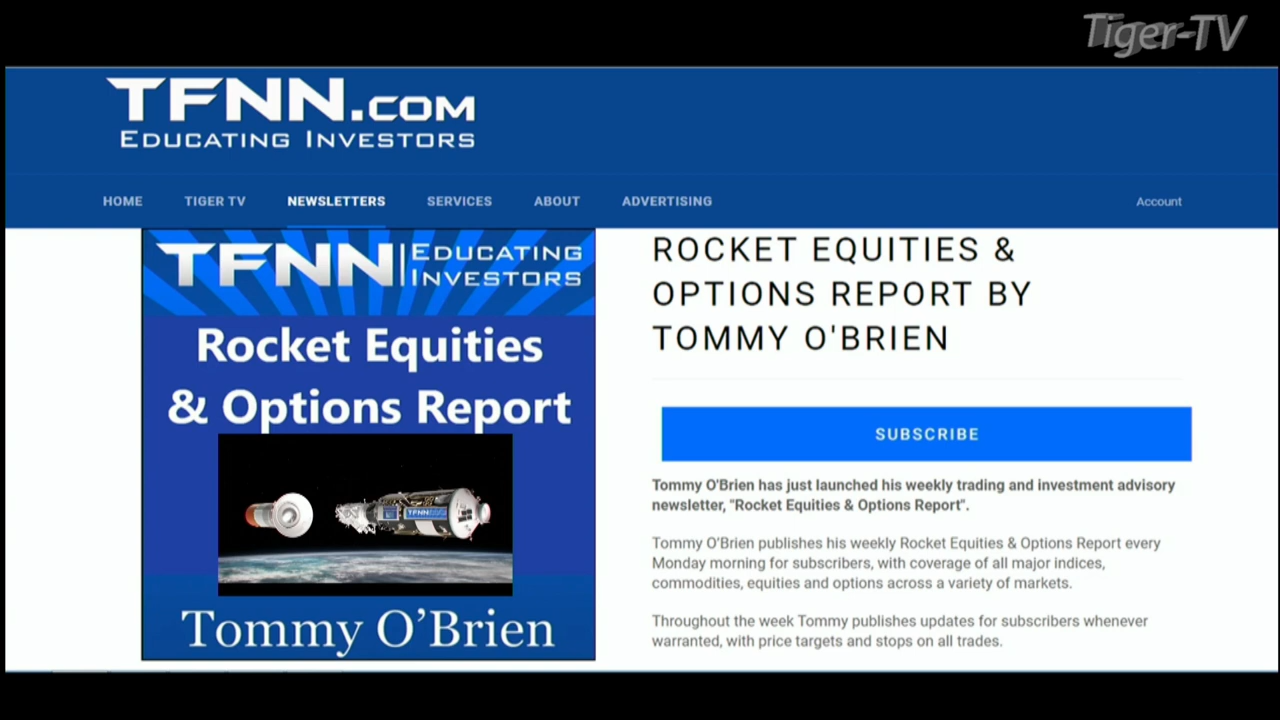 Tiger-TV
TFNN.COM
EDUCATING INVESTORS
HOME TIGER TV NEWSLETTERS SERVICES ABOUT ADVERTISING Account
TFNN | EDUCATING
INVESTORS
Rocket Equities
& Options Report
TFNN
Tommy O’Brien
ROCKET EQUITIES &
OPTIONS REPORT BY
TOMMY O'BRIEN
SUBSCRIBE
Tommy O'Brien has just launched his weekly trading and investment advisory
newsletter, "Rocket Equities & Options Report".
Tommy O’Brien publishes his weekly Rocket Equities & Options Report every
Monday morning for subscribers, with coverage of all major indices,
commodities, equities and options across a variety of markets.
Throughout the week Tommy publishes updates for subscribers whenever
warranted, with price targets and stops on all trades.